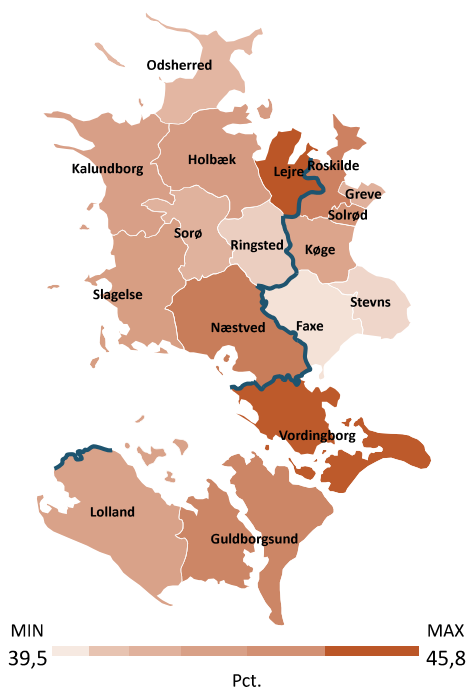 Odsherred
Kalundborg
Holbæk
Lejre
Roskilde
Greve
Solrød
Sorø
Ringsted
Køge
Slagelse
Stevns
Næstved
Faxe
Vordingborg
Lolland
Guldborgsund
MIN MAX
39,5 45,8
Pct.